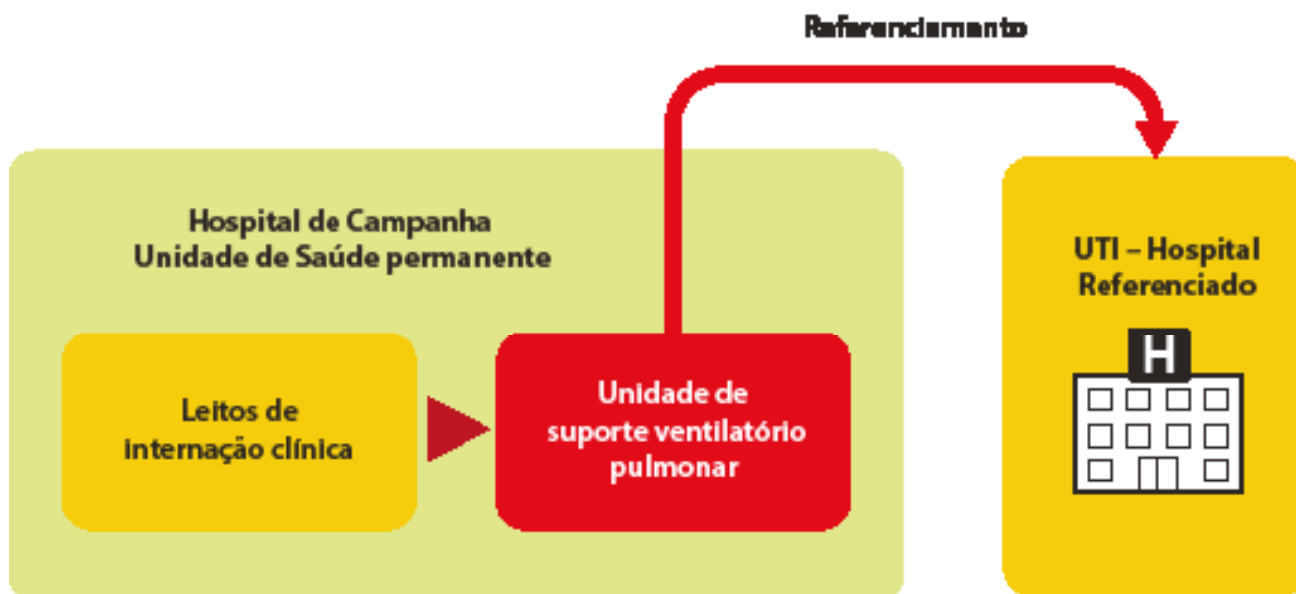 Referenciamento
Hospital de Campanha
Unidade de Saúde permanente
UTI – Hospital
Referenciado
H
Leitos de
internação clínica
Unidade de
suporte ventilatório
pulmonar